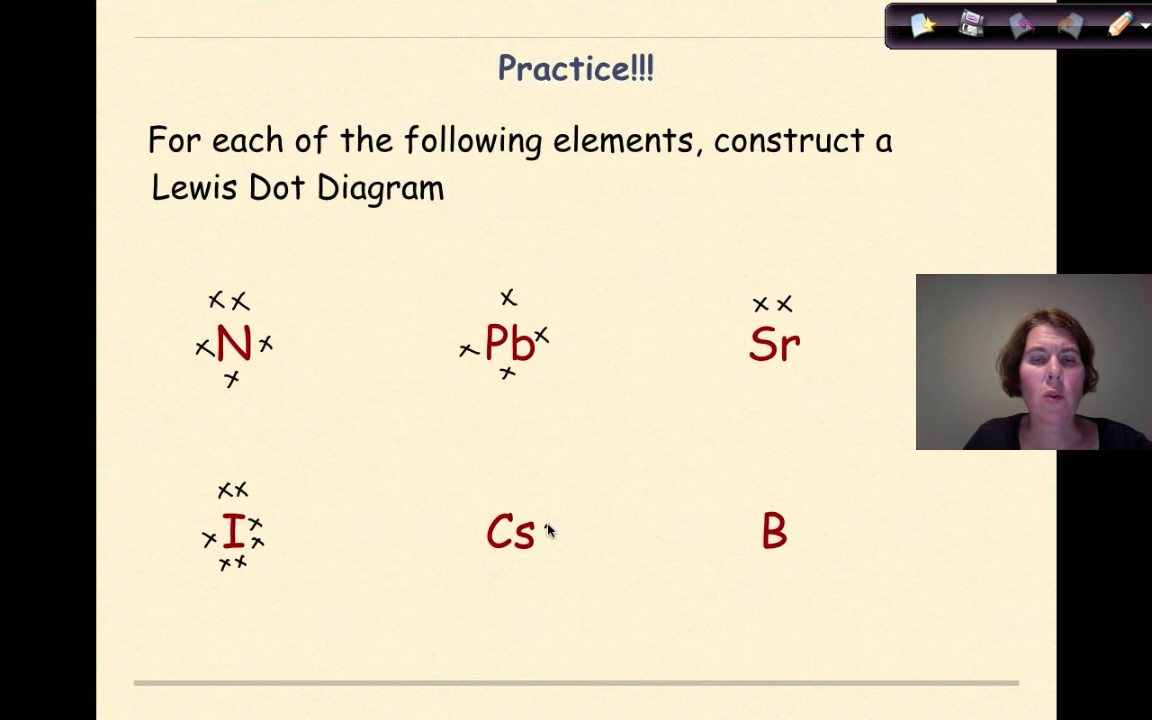 Practice!!!
For each of the following elements, construct a
Lewis Dot Diagram
x x
x N x
x
x
x Pb x
x
x x
Sr
x x
x I x x
x x
Cs
B